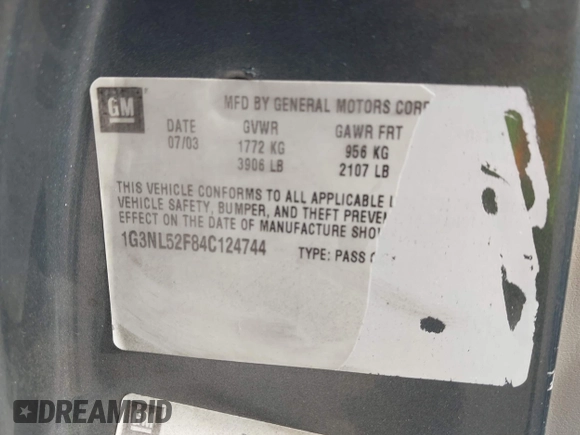 GM
MFD BY GENERAL MOTORS CORP
DATE GVWR GAWR FRT
07/03 1772 KG 956 KG
3906 LB 2107 LB
THIS VEHICLE CONFORMS TO ALL APPLICABLE
VEHICLE SAFETY, BUMPER, AND THEFT PREVEN
EFFECT ON THE DATE OF MANUFACTURE SHO
1G3NL52F84C124744 TYPE: PASS
DREAMBID